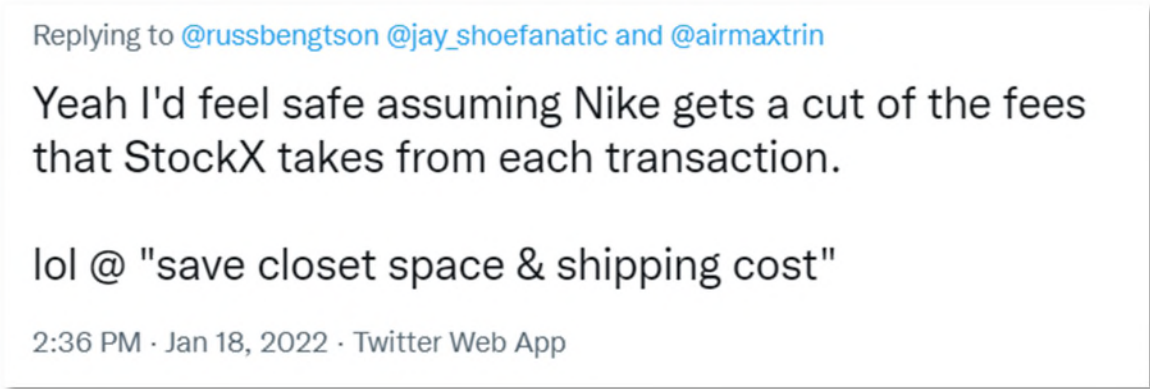 Replying to @russbengtson @jay_shoefanatic and @airmaxtrin
Yeah I'd feel safe assuming Nike gets a cut of the fees
that StockX takes from each transaction.
lol @ "save closet space & shipping cost"
2:36 PM · Jan 18, 2022 · Twitter Web App